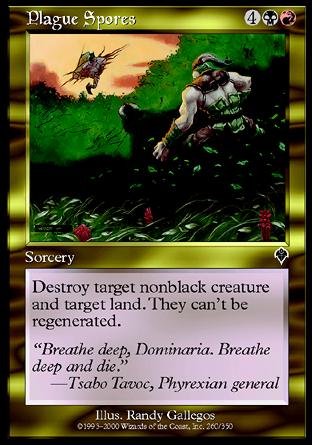 Plague Spores 4
Sorcery
Destroy target nonblack creature
and target land. They can't be
regenerated.
"Breathe deep, Dominaria. Breathe
deep and die."
—Tsabo Tavoc, Phyrexian general
Illus. Randy Gallegos
©1993-2000 Wizards of the Coast, Inc. 260/350